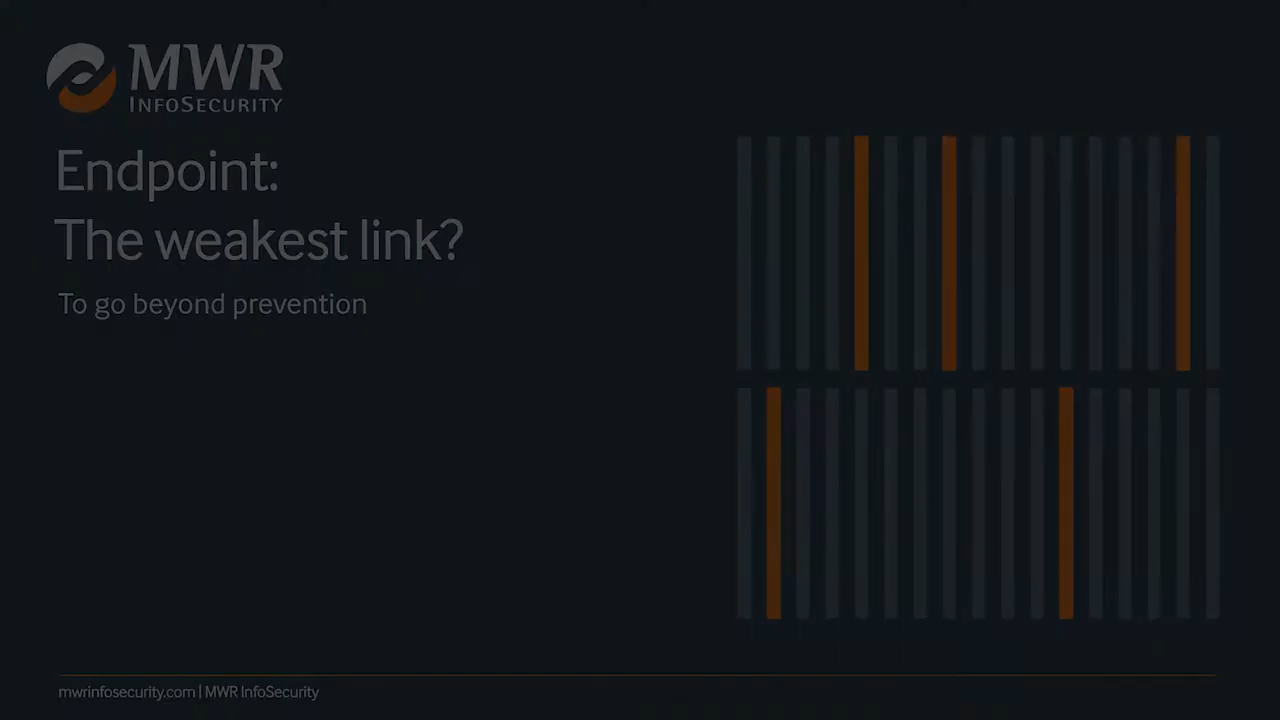 MWR
INFOSECURITY
Endpoint:
The weakest link?
To go beyond prevention
mwrinfosecurity.com | MWR InfoSecurity